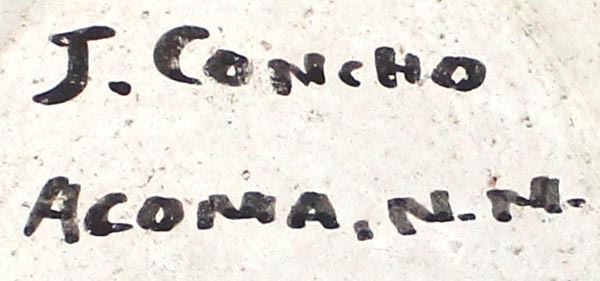 J. CONCHO
ACOMA, N.M.